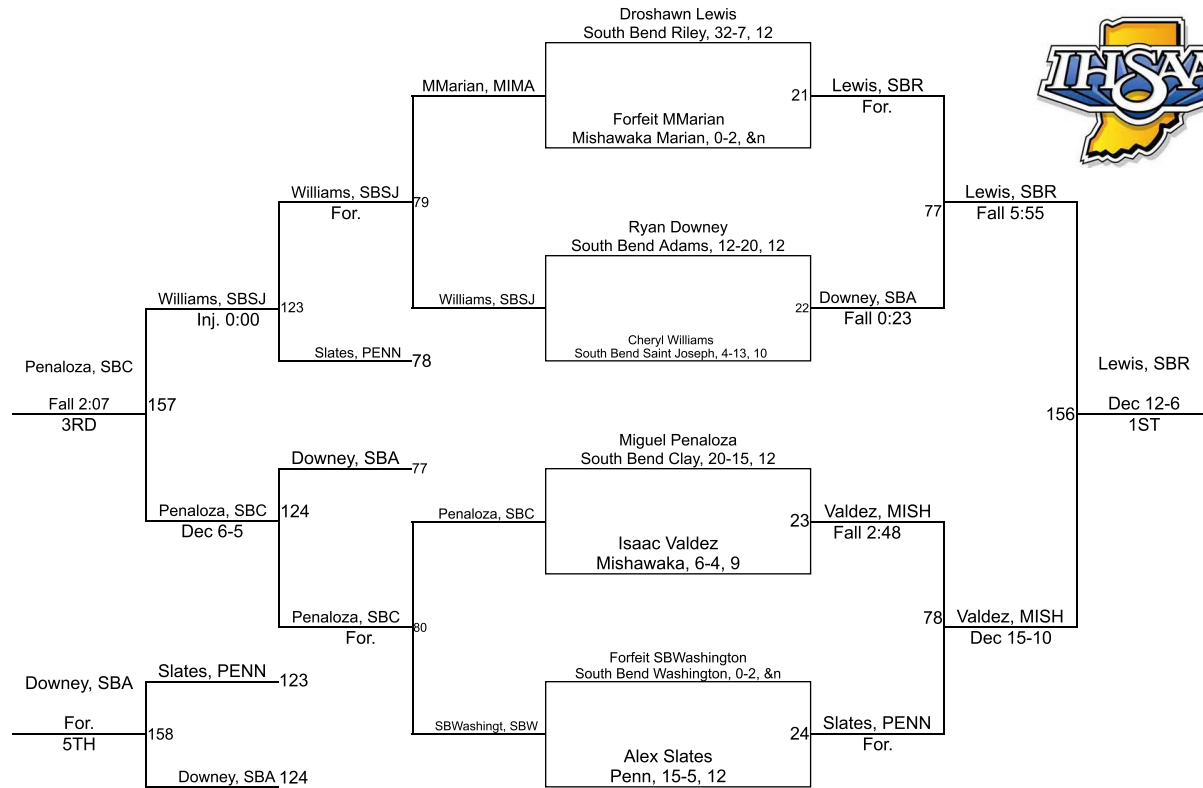 Droshawn Lewis
South Bend Riley, 32-7, 12
IHSAA
MMarian, MIMA
21
Lewis, SBR
For.
Forfeit MMarian
Mishawaka Marian, 0-2, &n
Williams, SBSJ
For.
79
77
Lewis, SBR
Fall 5:55
Ryan Downey
South Bend Adams, 12-20, 12
Williams, SBSJ
Inj. 0:00
123
Williams, SBSJ
22
Downey, SBA
Fall 0:23
Cheryl Williams
South Bend Saint Joseph, 4-13, 10
Slates, PENN
78
Penaloza, SBC
Fall 2:07
3RD
157
Lewis, SBR
156
Dec 12-6
1ST
Miguel Penaloza
South Bend Clay, 20-15, 12
Downey, SBA
77
Penaloza, SBC
Dec 6-5
124
Penaloza, SBC
23
Valdez, MISH
Fall 2:48
Isaac Valdez
Mishawaka, 6-4, 9
Penaloza, SBC
For.
80
78
Valdez, MISH
Dec 15-10
Forfeit SBWashington
South Bend Washington, 0-2, &n
Slates, PENN
123
Downey, SBA
For.
5TH
158
SBWashingt, SBW
24
Slates, PENN
For.
Alex Slates
Penn, 15-5, 12
Downey, SBA
124